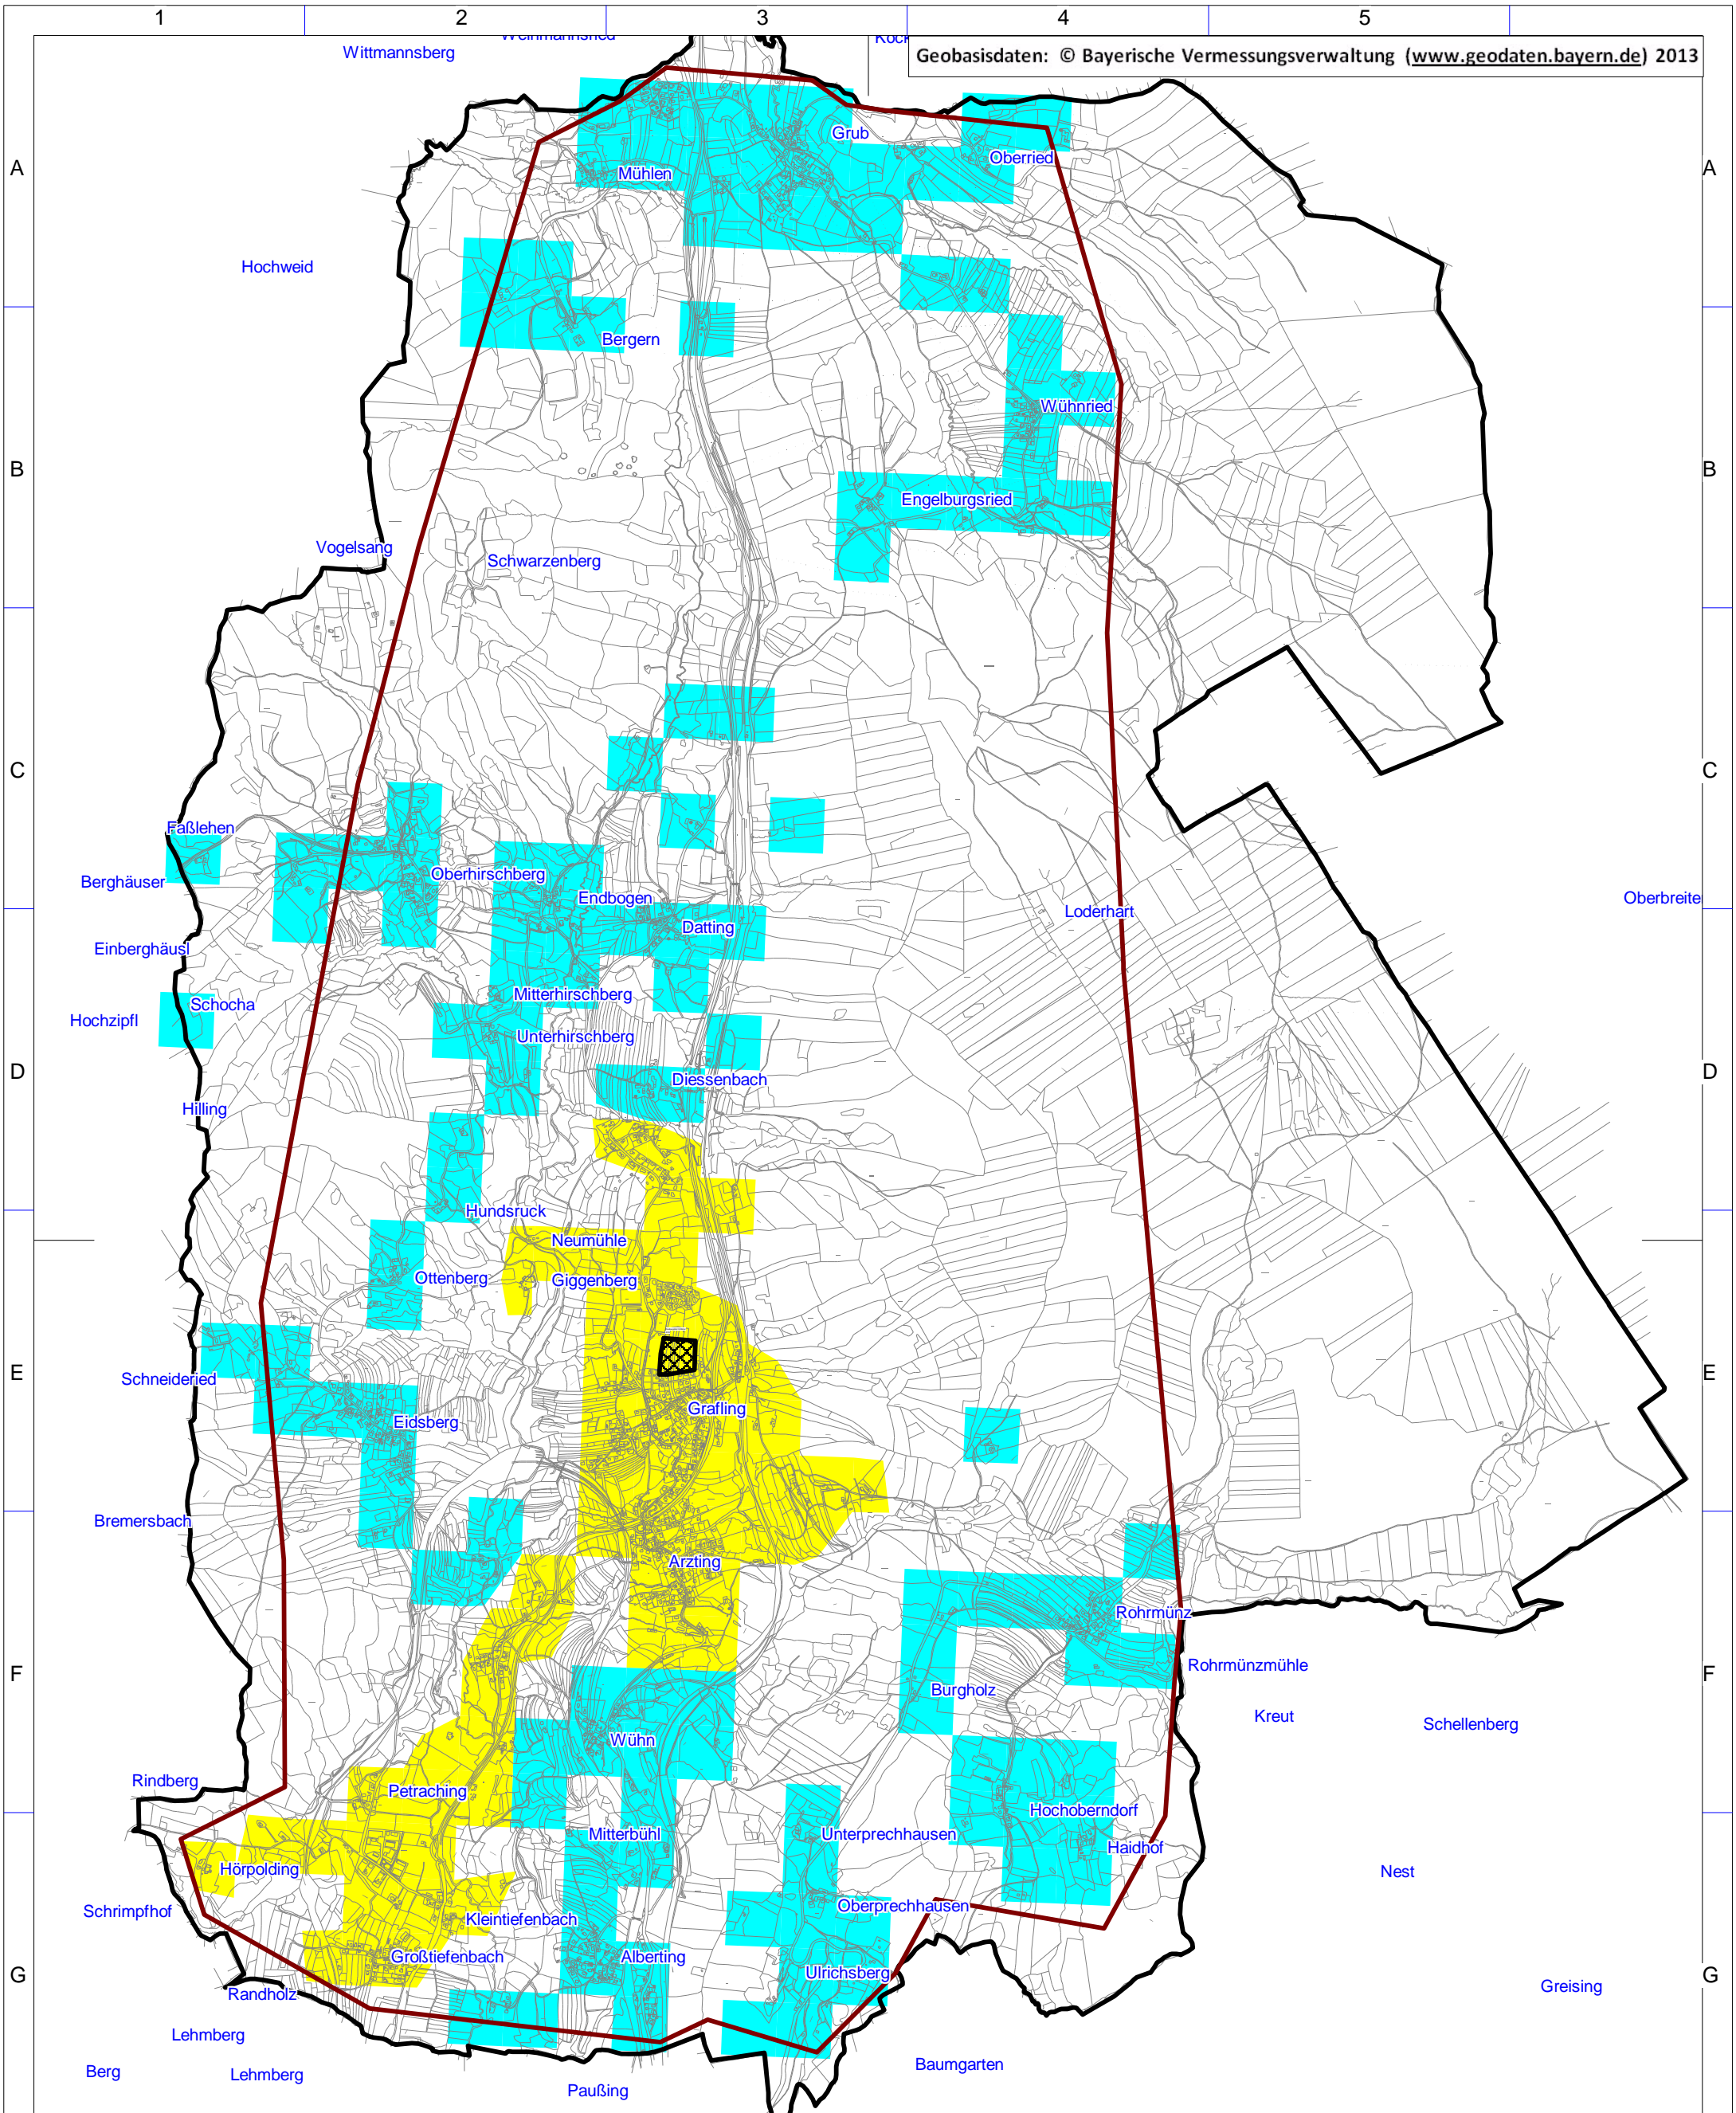 1 2 3 4 5
Wittmannsberg
Weinmannsried
Geobasisdaten: © Bayerische Vermessungsverwaltung (www.geodaten.bayern.de) 2013
Grub
Oberried
A A
Mühlen
Hochweid
Bergern
Wühnried
B B
Engelburgsried
Vogelsang
Schwarzenberg
C C
Faßlehen
Oberhirschberg
Berghäuser
Endbogen
Oberbreite
Loderhart
Datting
Einberghäusl
Mitterhirschberg
Schocha
Hochzipfl
Unterhirschberg
D D
Diessenbach
Hilling
Hundsruck
Neumühle
Ottenberg
Giggenberg
E E
Schneideried
Grafling
Eidsberg
Bremersbach
Arzting
Rohrmünz
F F
Rohrmünzmühle
Burgholz
Kreut
Schellenberg
Wühn
Rindberg
Petraching
Hochoberndorf
Mitterbühl
Unterprechhausen
Haidhof
Hörpolding
Nest
Oberprechhausen
Schrimpfhof
Kleintiefenbach
Großtiefenbach
Alberting
Ulrichsberg
G G
Greising
Randholz
Lehmberg
Baumgarten
Berg
Lehmberg
Paußing